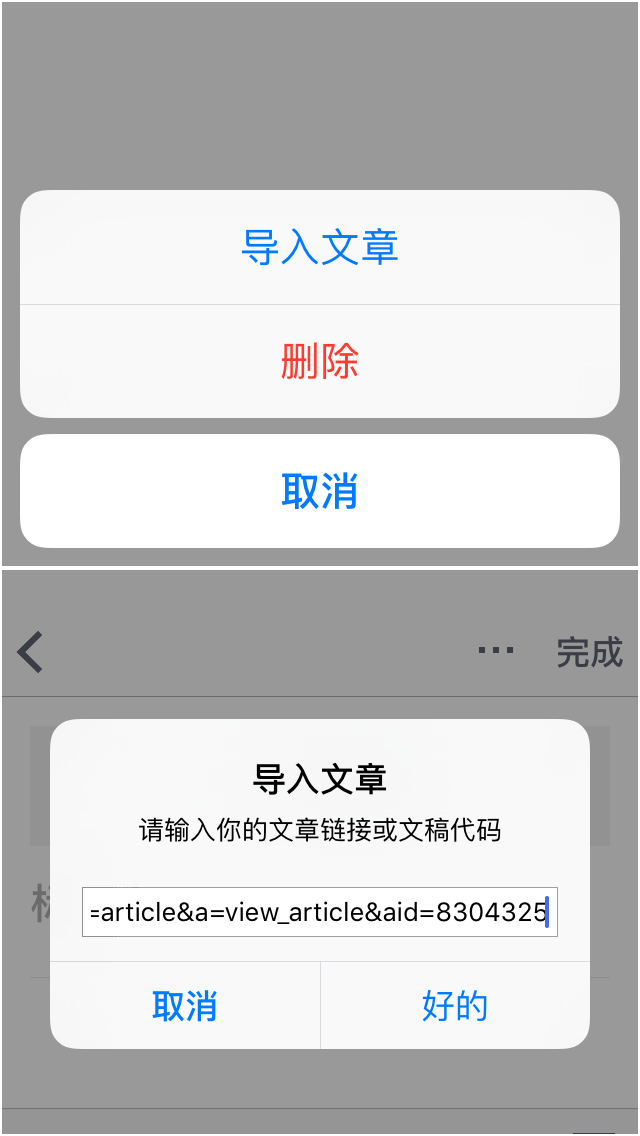 导入文章
删除
取消
··· 完成
导入文章
请输入你的文章链接或文稿代码
=article&a=view_article&aid=8304325
取消 好的